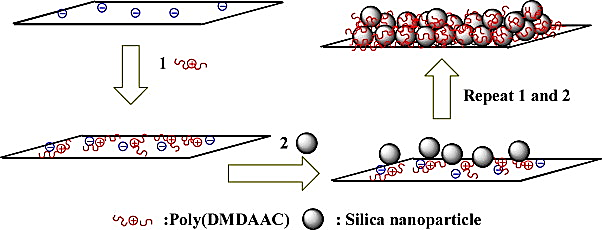 1
2
Repeat 1 and 2
:Poly(DMDAAC)
: Silica nanoparticle